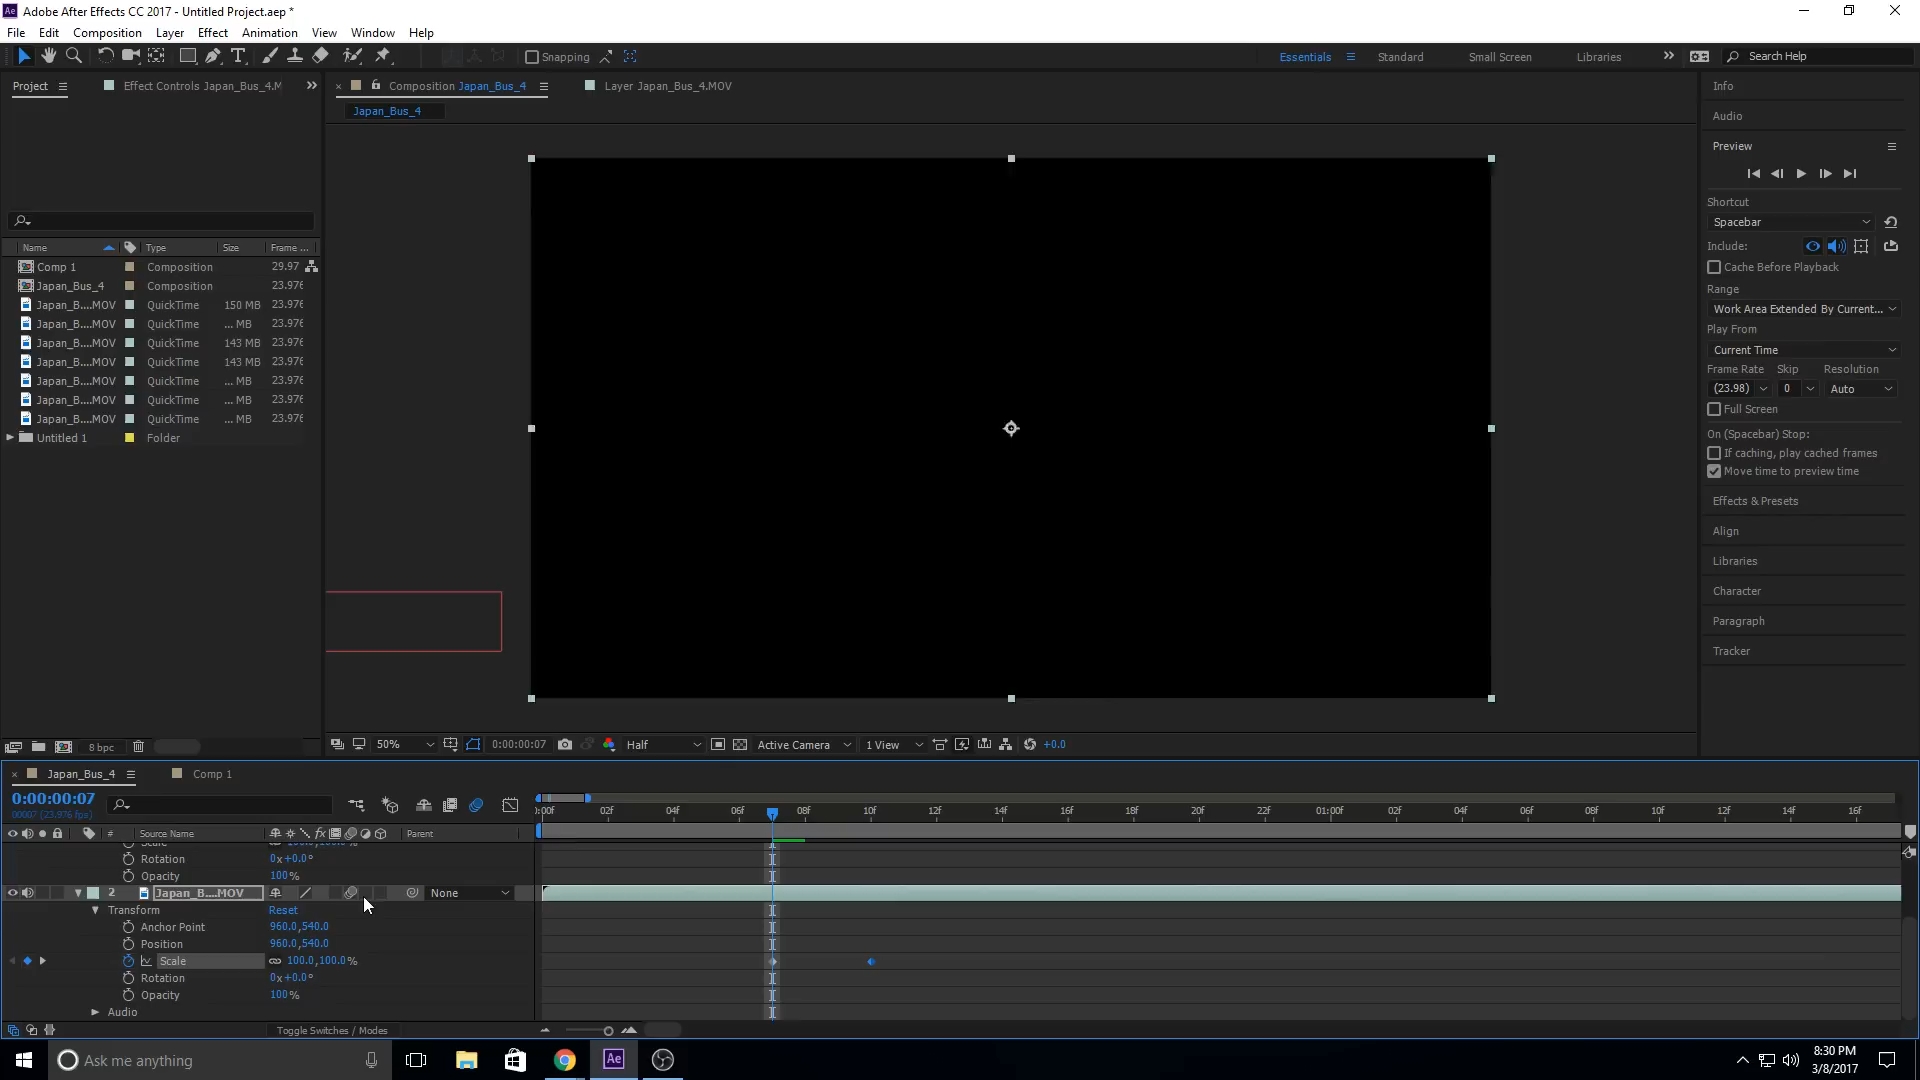 Ae Adobe After Effects CC 2017 - Untitled Project.aep *
File Edit Composition Layer Effect Animation View Window Help
T Snapping Essentials Standard Small Screen Libraries Search Help
Project Effect Controls Japan_Bus_4.M Composition Japan_Bus_4 Layer Japan_Bus_4.MOV
Japan_Bus_4
Info
Audio
Preview
Shortcut
Spacebar
Include:
Cache Before Playback
Range
Work Area Extended By Current...
Play From
Current Time
Frame Rate Skip Resolution
(23.98) 0 Auto
Full Screen
On (Spacebar) Stop:
If caching, play cached frames
Move time to preview time
Effects & Presets
Align
Libraries
Character
Paragraph
Tracker
Name Type Size Frame ...
Comp 1 Composition 29.97
Japan_Bus_4 Composition 23.976
Japan_B....MOV QuickTime 150 MB 23.976
Japan_B....MOV QuickTime ... MB 23.976
Japan_B....MOV QuickTime 143 MB 23.976
Japan_B....MOV QuickTime 143 MB 23.976
Japan_B....MOV QuickTime ... MB 23.976
Japan_B....MOV QuickTime ... MB 23.976
Japan_B....MOV QuickTime ... MB 23.976
Untitled 1 Folder
8 bpc
50% 0:00:00:07 Half Active Camera 1 View +0.0
Japan_Bus_4 Comp 1
0:00:00:07
00007 (23.976 fps)
:00f 02f 04f 06f 08f 10f 12f 14f 16f 18f 20f 22f 01:00f 02f 04f 06f 08f 10f 12f 14f 16f
# Source Name fx Parent
Rotation 0x+0.0°
Opacity 100%
2 Japan_B....MOV None
Transform Reset
Anchor Point 960.0,540.0
Position 960.0,540.0
Scale 100.0,100.0%
Rotation 0x+0.0°
Opacity 100%
Audio
Toggle Switches / Modes
Ask me anything
Ae
8:30 PM
3/8/2017